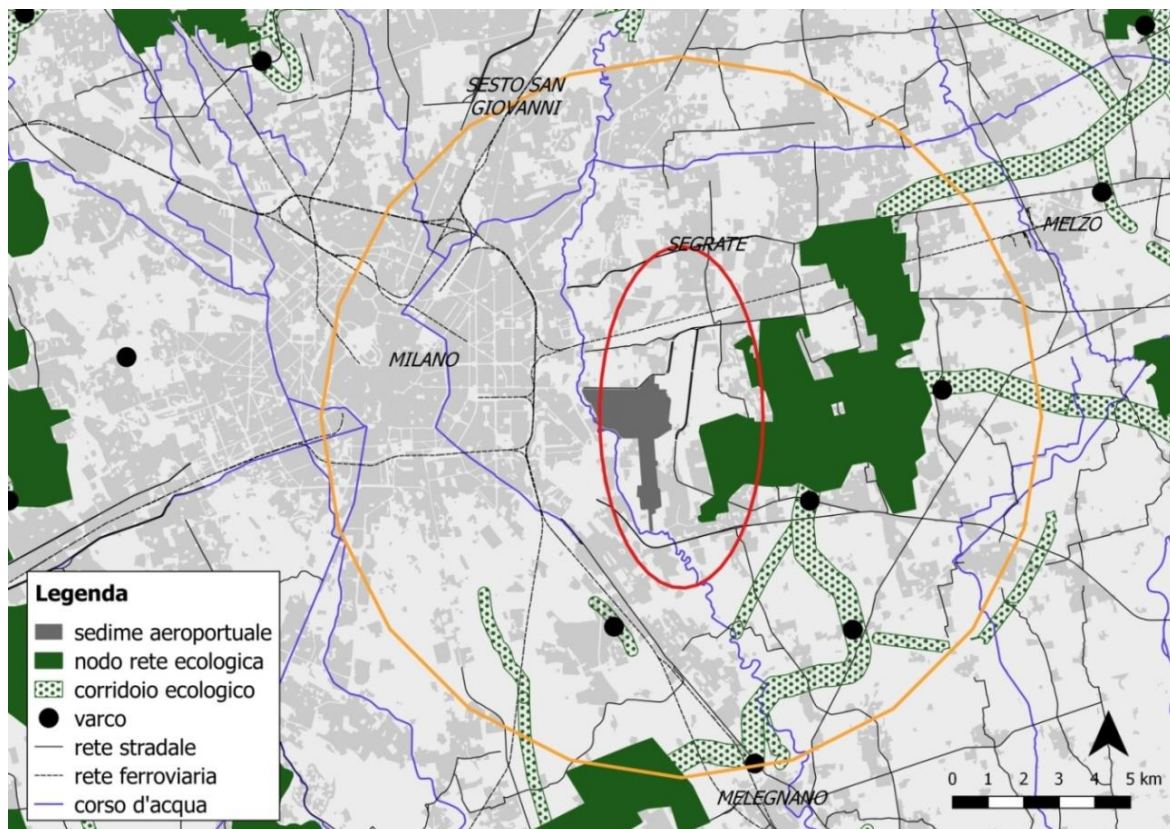 SESTO SAN
GIOVANNI
MELZO
SEGRATE
MILANO
Legenda
sedime aeroportuale
nodo rete ecologica
corridoio ecologico
varco
rete stradale
rete ferroviaria
corso d'acqua
0 1 2 3 4 5 km
MELEGNANO